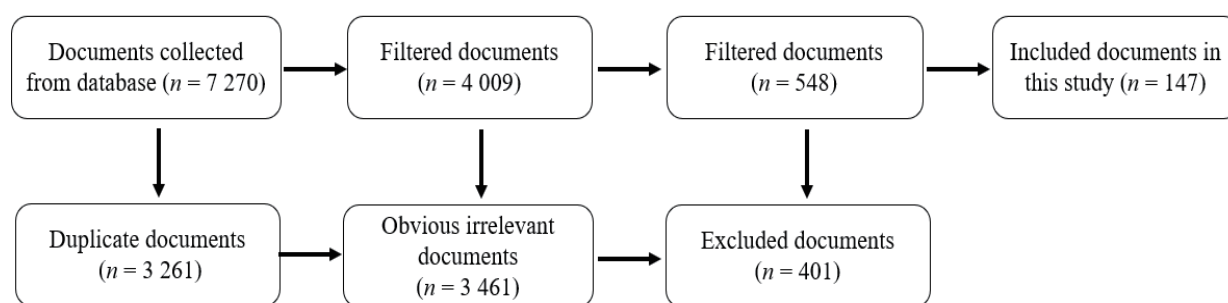 Documents collected
from database (n = 7 270)
Filtered documents
(n = 4 009)
Filtered documents
(n = 548)
Included documents in
this study (n = 147)
Duplicate documents
(n = 3 261)
Obvious irrelevant
documents
(n = 3 461)
Excluded documents
(n = 401)